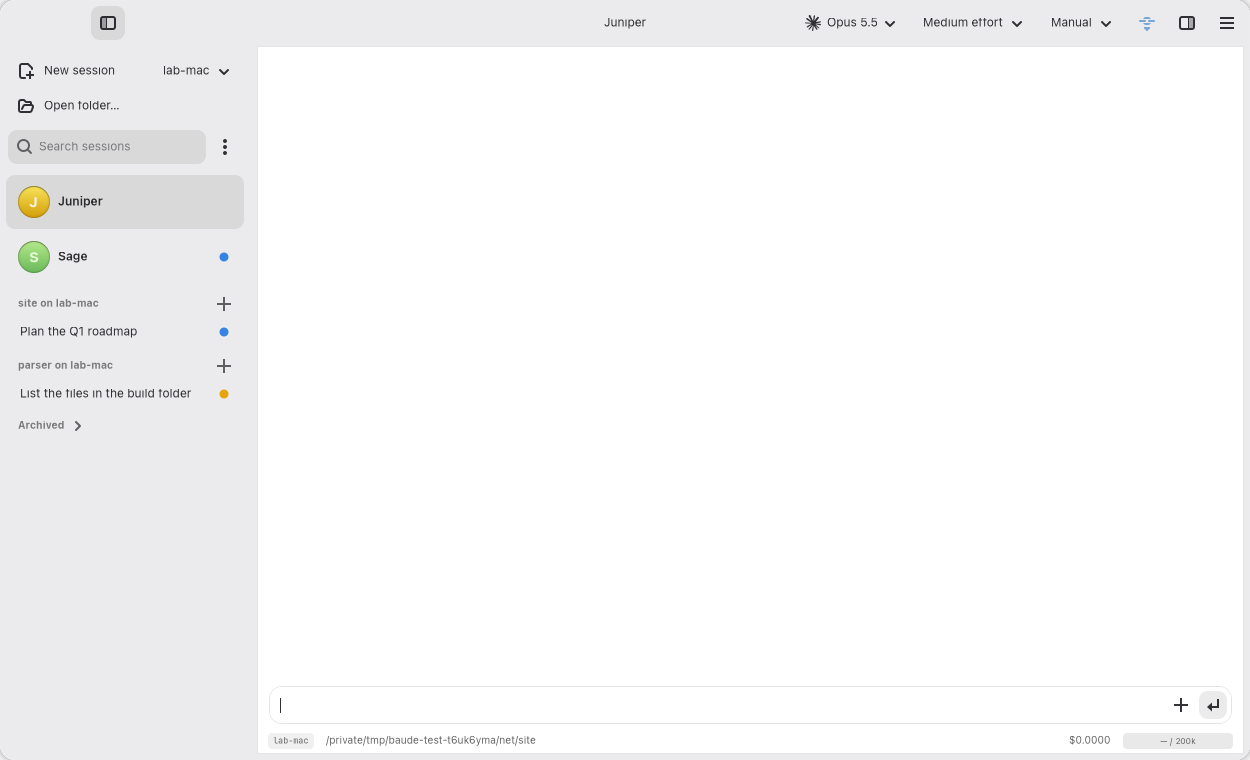 Juniper
Opus 5.5
Medium effort
Manual
New session
lab-mac
Open folder...
Search sessions
J
Juniper
S
Sage
site on lab-mac
Plan the Q1 roadmap
parser on lab-mac
List the files in the build folder
Archived
lab-mac
/private/tmp/baude-test-t6uk6yma/net/site
$0.0000
— / 200k